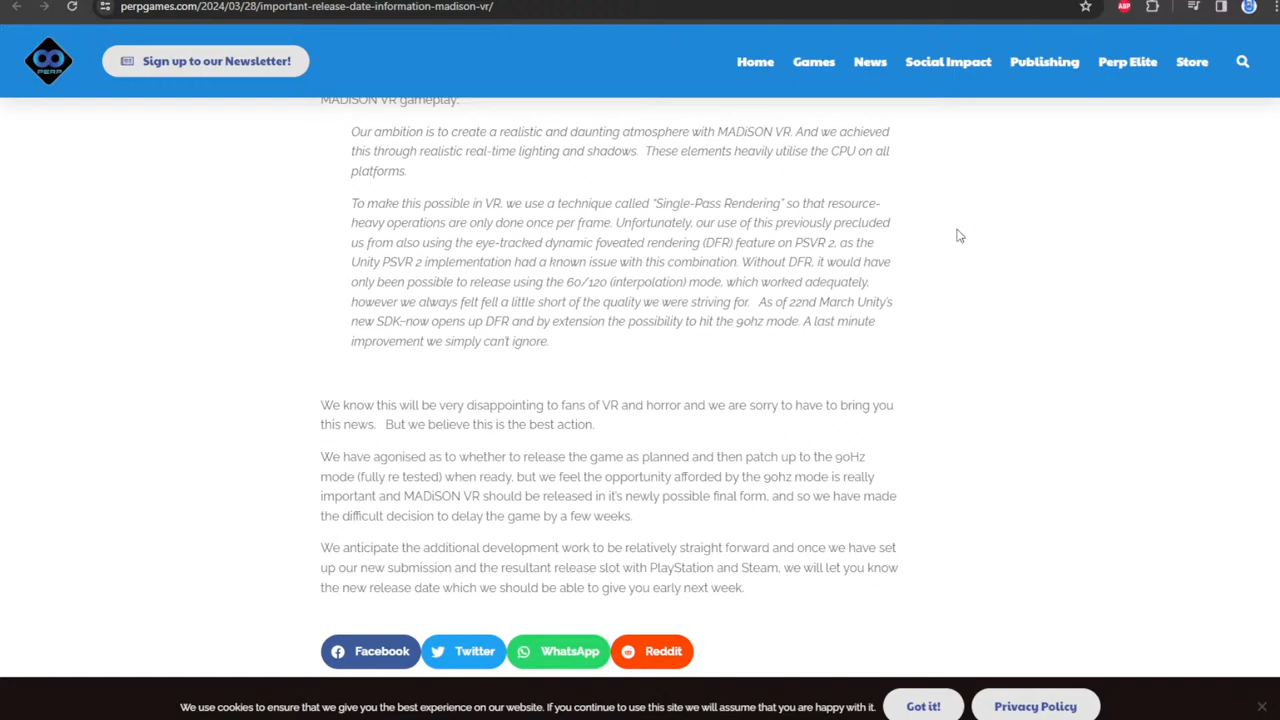 perpgames.com/2024/03/28/important-release-date-information-madison-vr/
ABP
PERP
Sign up to our Newsletter!
Home
Games
News
Social Impact
Publishing
Perp Elite
Store
MADISON VR gameplay:
Our ambition is to create a realistic and daunting atmosphere with MADiSON VR. And we achieved
this through realistic real-time lighting and shadows. These elements heavily utilise the CPU on all
platforms.
To make this possible in VR, we use a technique called “Single-Pass Rendering” so that resource-
heavy operations are only done once per frame. Unfortunately, our use of this previously precluded
us from also using the eye-tracked dynamic foveated rendering (DFR) feature on PSVR 2, as the
Unity PSVR 2 implementation had a known issue with this combination. Without DFR, it would have
only been possible to release using the 60/120 (interpolation) mode, which worked adequately,
however we always felt fell a little short of the quality we were striving for. As of 22nd March Unity’s
new SDK–now opens up DFR and by extension the possibility to hit the 90hz mode. A last minute
improvement we simply can’t ignore.
We know this will be very disappointing to fans of VR and horror and we are sorry to have to bring you
this news. But we believe this is the best action.
We have agonised as to whether to release the game as planned and then patch up to the 90Hz
mode (fully re tested) when ready, but we feel the opportunity afforded by the 90hz mode is really
important and MADiSON VR should be released in it’s newly possible final form, and so we have made
the difficult decision to delay the game by a few weeks.
We anticipate the additional development work to be relatively straight forward and once we have set
up our new submission and the resultant release slot with PlayStation and Steam, we will let you know
the new release date which we should be able to give you early next week.
Facebook
Twitter
WhatsApp
Reddit
We use cookies to ensure that we give you the best experience on our website. If you continue to use this site we will assume that you are happy with it.
Got it!
Privacy Policy